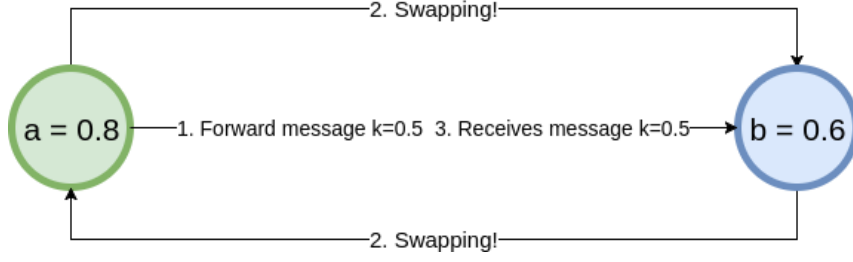 2. Swapping!
a = 0.8
1. Forward message k=0.5
3. Receives message k=0.5
b = 0.6
2. Swapping!